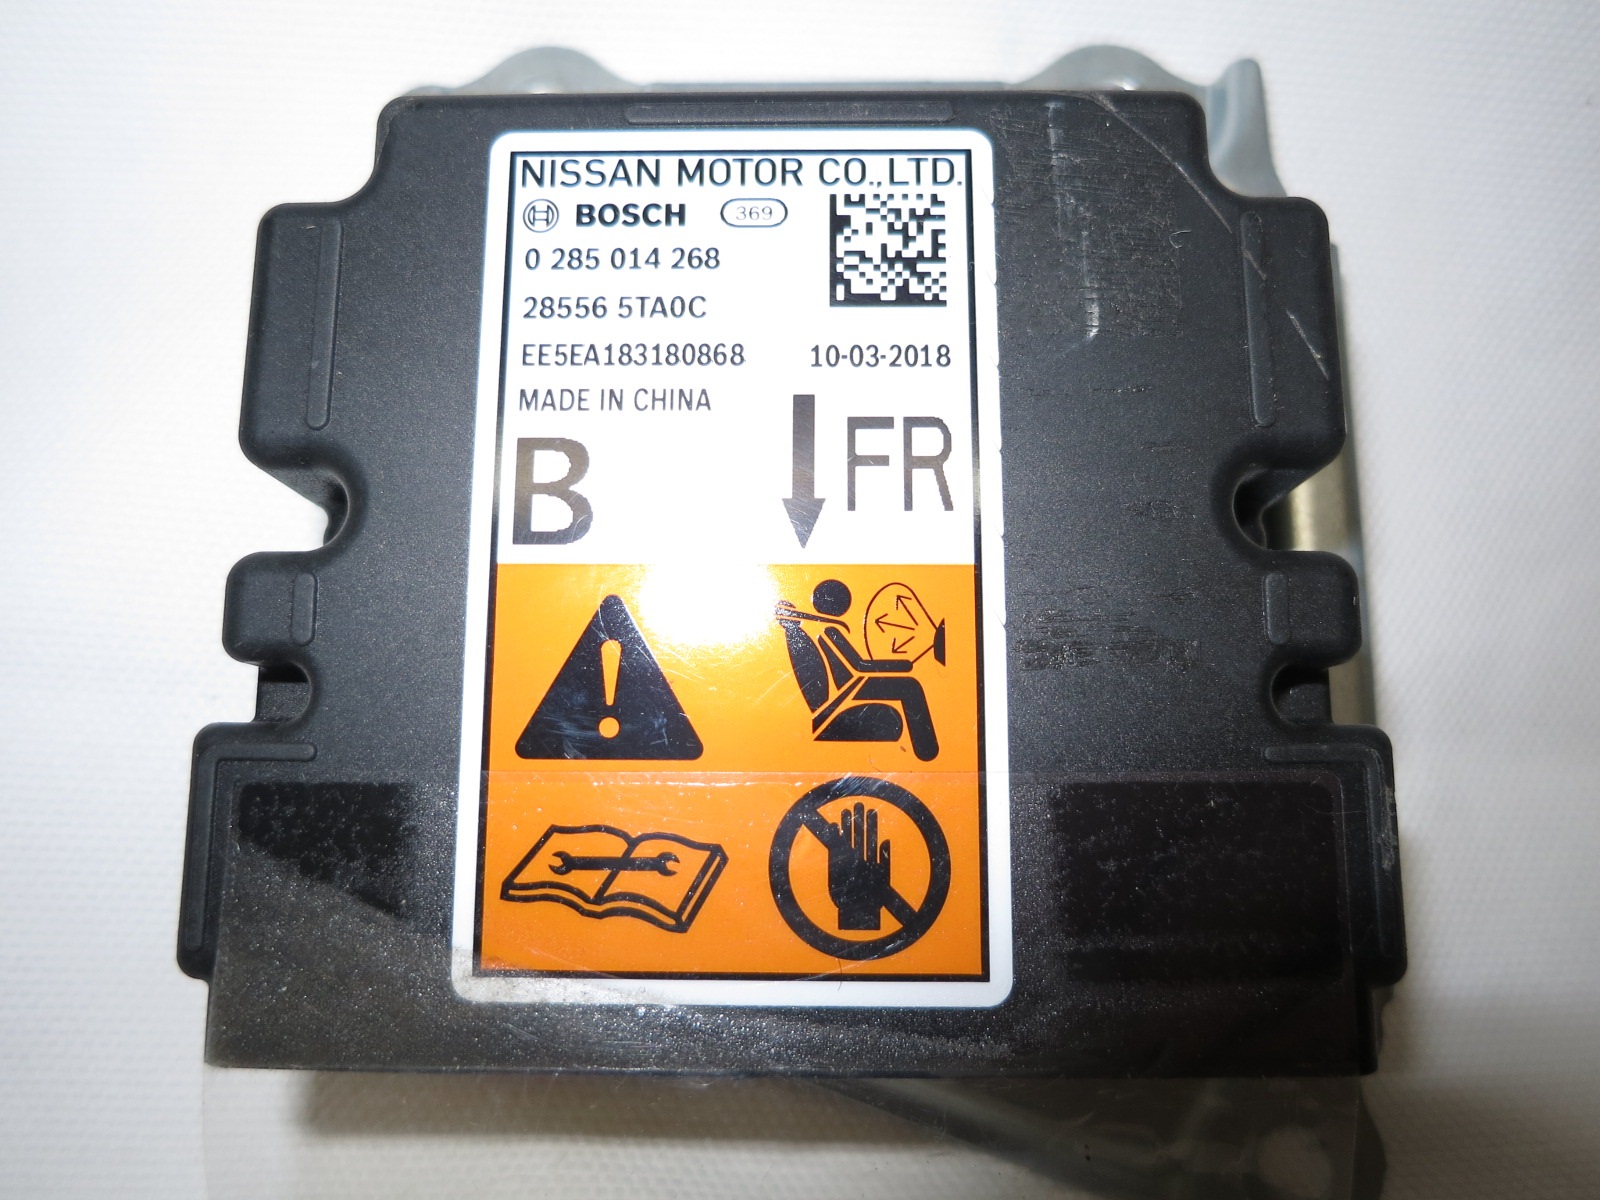 NISSAN MOTOR CO.,LTD.
BOSCH 369
0 285 014 268
28556 5TA0C
EE5EA183180868 10-03-2018
MADE IN CHINA
B FR